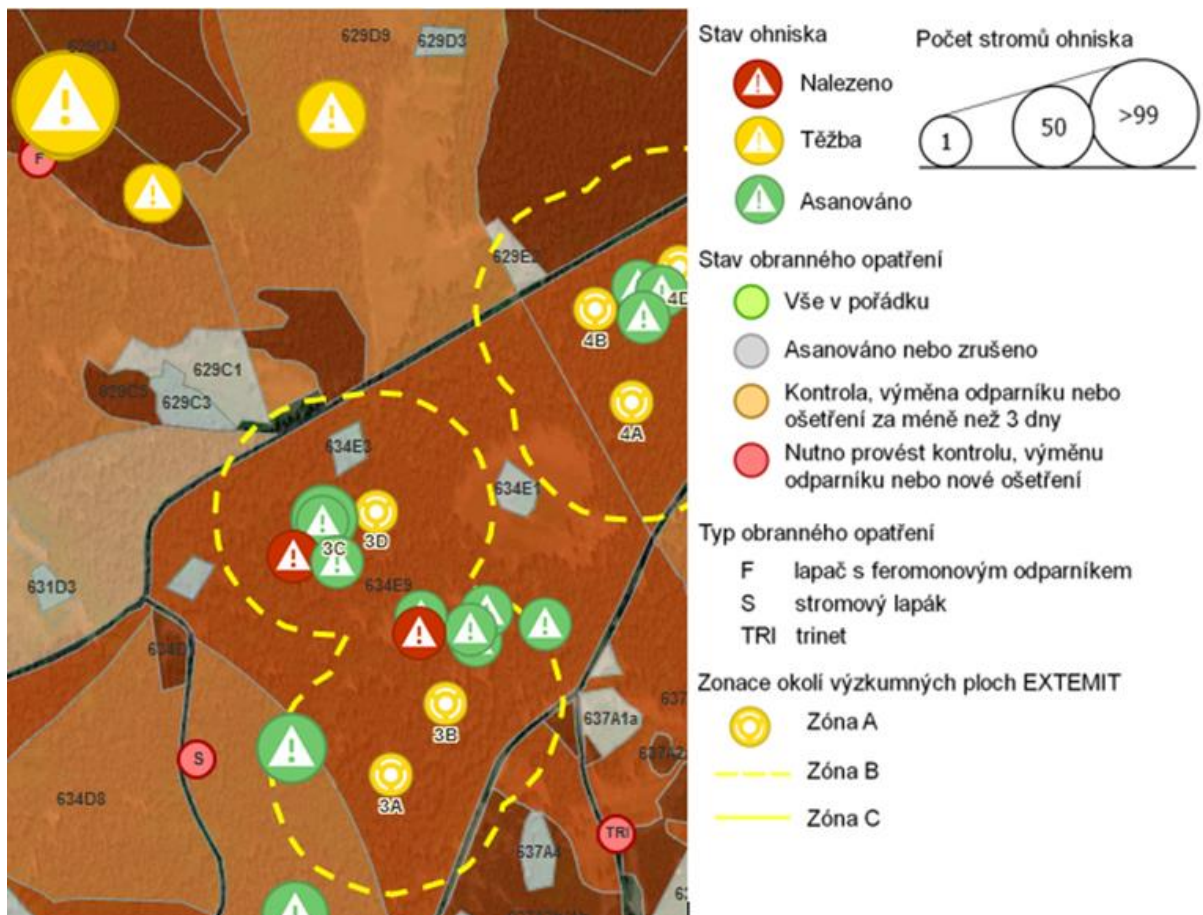 629D4
629D9
629D3
F
629E2
4D
4B
4A
629C1
629C5
629C3
634E3
634E1
3C
3D
634E9
631D3
3B
3A
S
634D8
637A1a
637A2
TRI
637A4
Stav ohniska
Nalezeno
Těžba
Asanováno
Počet stromů ohniska
1
50
>99
Stav obranného opatření
Vše v pořádku
Asanováno nebo zrušeno
Kontrola, výměna odparníku nebo
ošetření za méně než 3 dny
Nutno provést kontrolu, výměnu
odparníku nebo nové ošetření
Typ obranného opatření
F lapač s feromonovým odparníkem
S stromový lapák
TRI trinet
Zonace okolí výzkumných ploch EXTEMIT
Zóna A
Zóna B
Zóna C